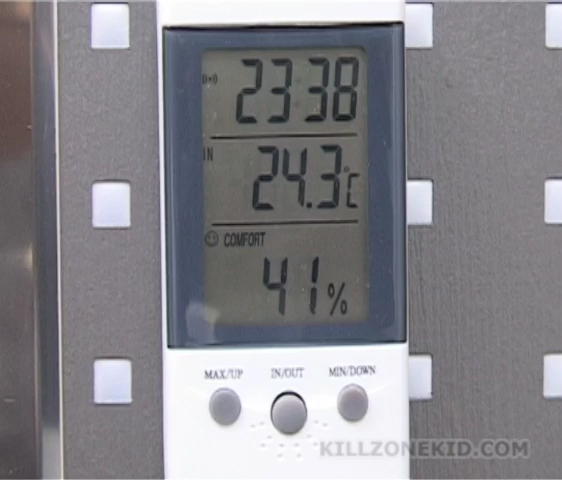 23:38
IN
24.3°C
COMFORT
41%
MAX/UP IN/OUT MIN/DOWN
KILLZONEKID.COM